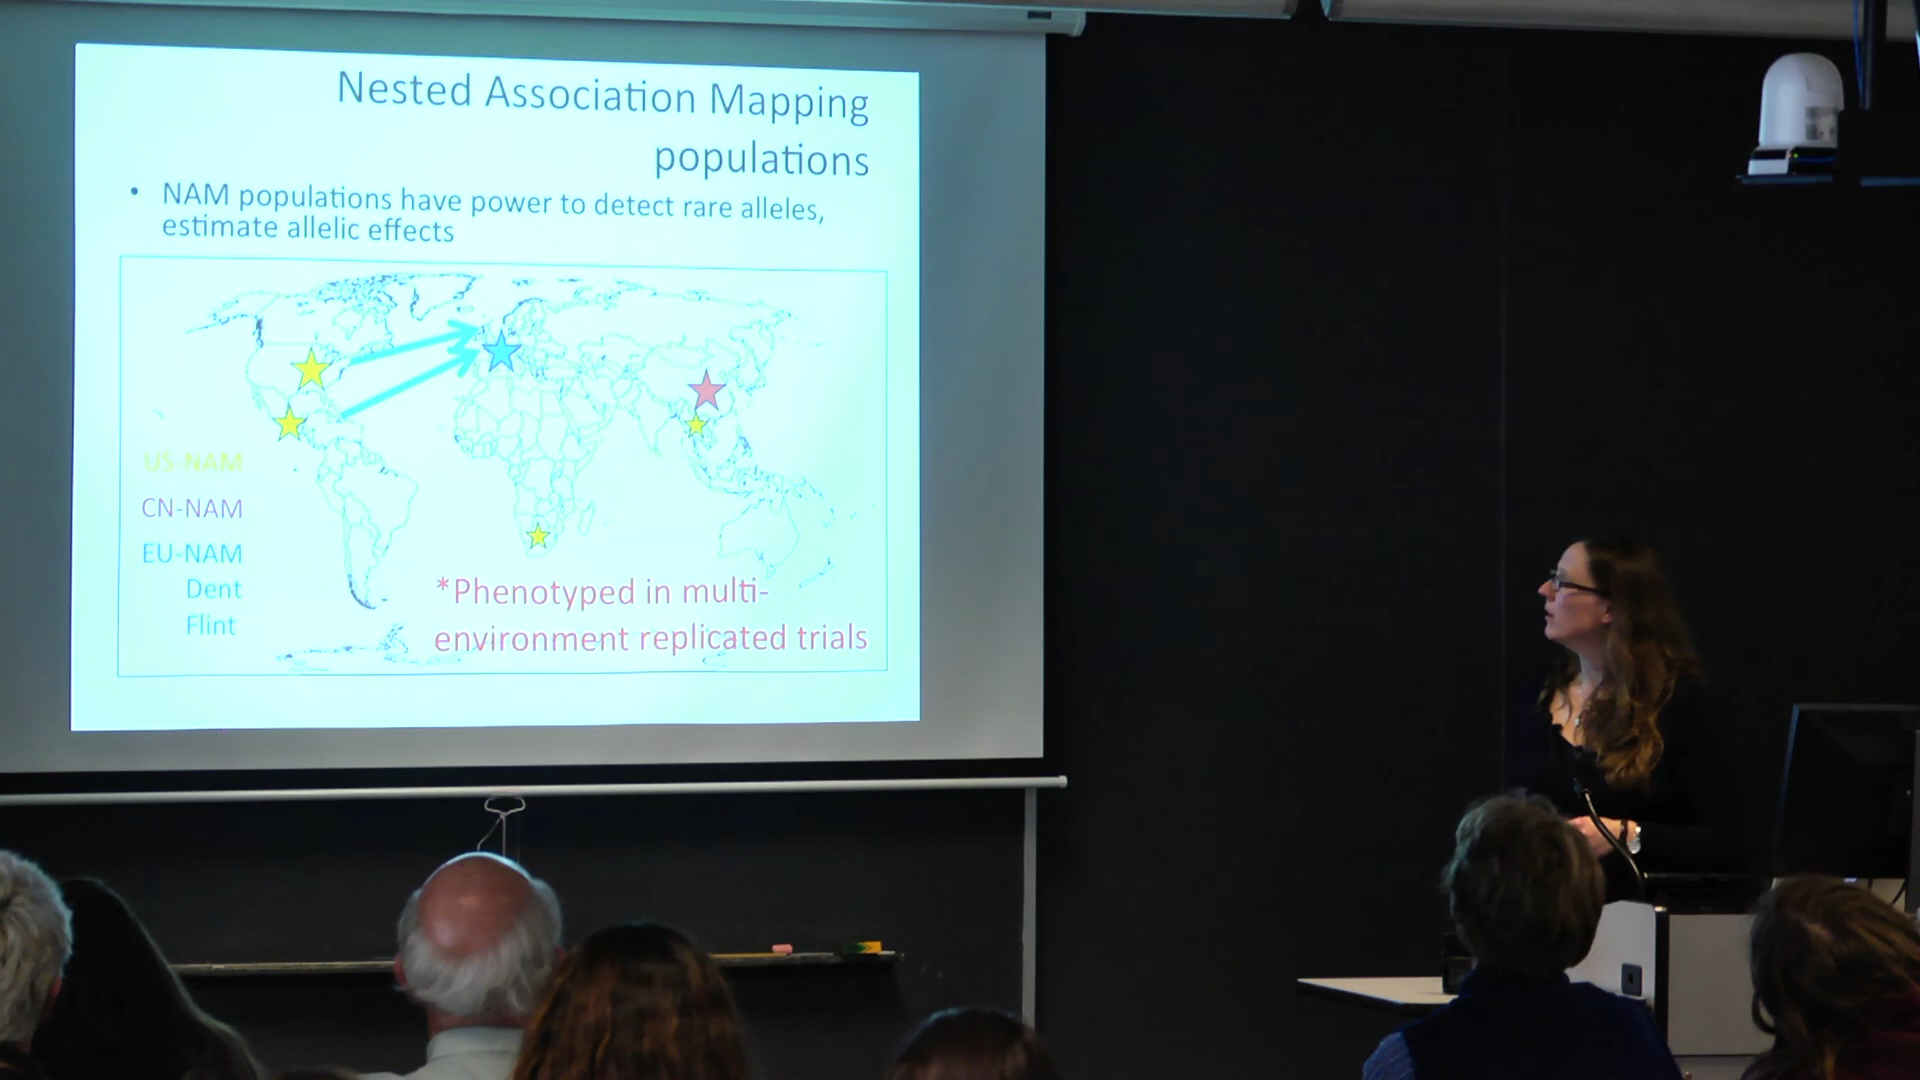 Nested Association Mapping
populations
• NAM populations have power to detect rare alleles,
estimate allelic effects
US-NAM
CN-NAM
EU-NAM
Dent
Flint
*Phenotyped in multi-
environment replicated trials